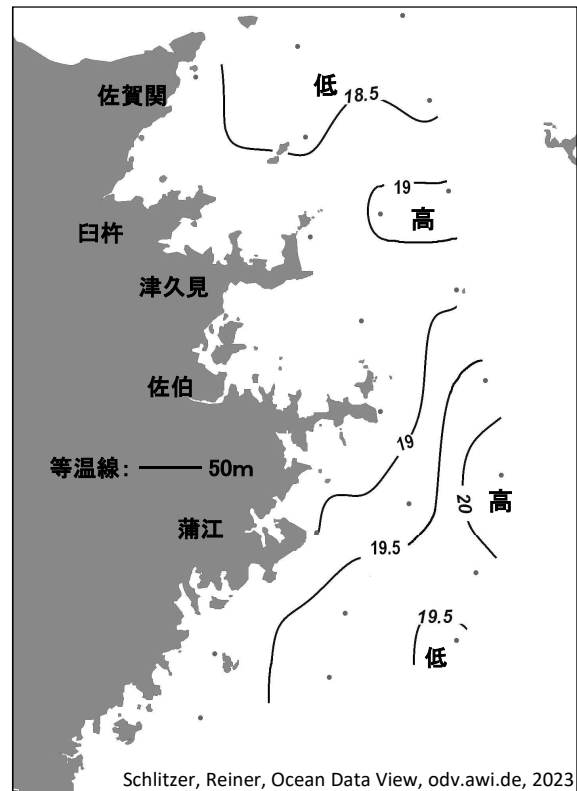 低
佐賀関
18.5
19
高
臼杵
津久見
佐伯
19
等温線: 50m
20
高
蒲江
19.5
19.5
低
Schlitzer, Reiner, Ocean Data View, odv.awi.de, 2023